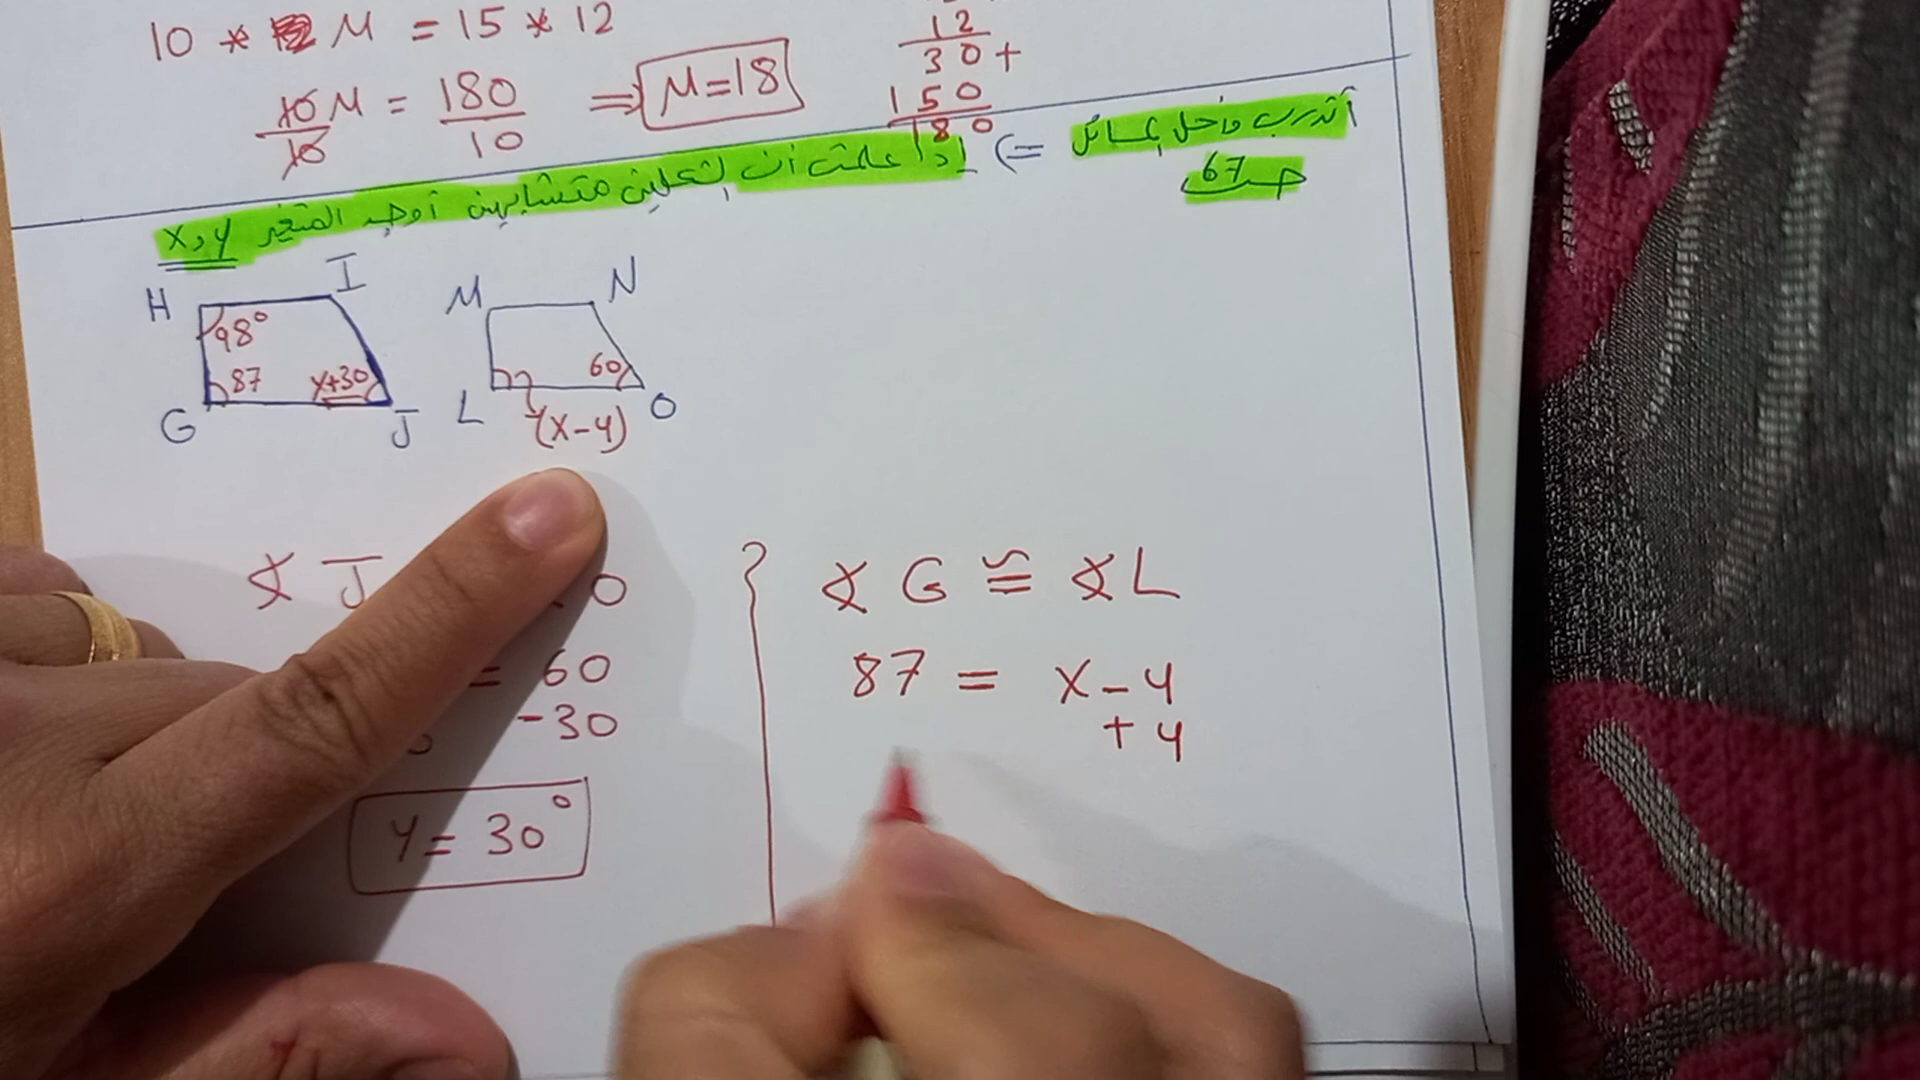 10 * M = 15 * 12
12
30+
150
180
10M = 180 => M=18
10 10
أتدرب وأحل المسائل
67
=> إذا علمت أن الشكلين متشابهين أوجد المتغير x, y
H I M N
98°
87 y+30 60
G J L O
(x-4)
∢ J O ∢ G ≅ ∢ L
= 60 87 = x-4
-30 + 4
y = 30°